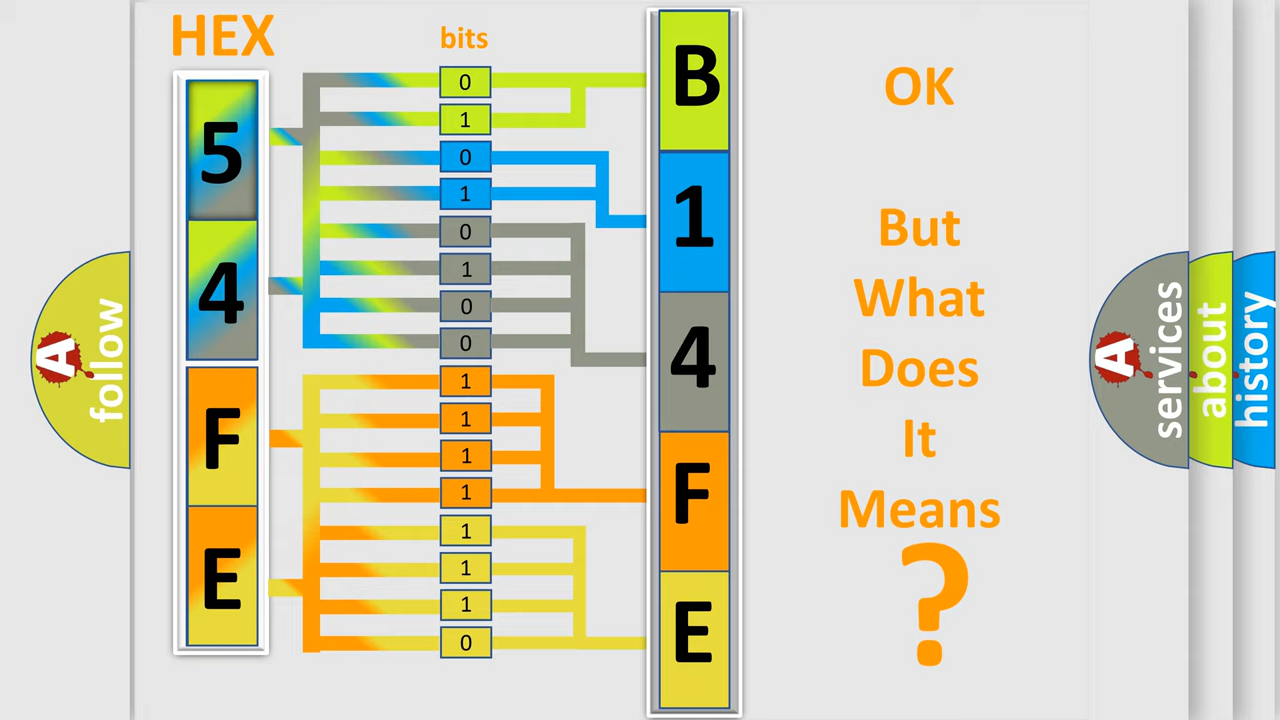 HEX
bits
5
4
F
E
0
1
0
1
0
1
0
0
1
1
1
1
1
1
1
0
B
1
4
F
E
OK
But
What
Does
It
Means
?
A
follow
A
services
about
history